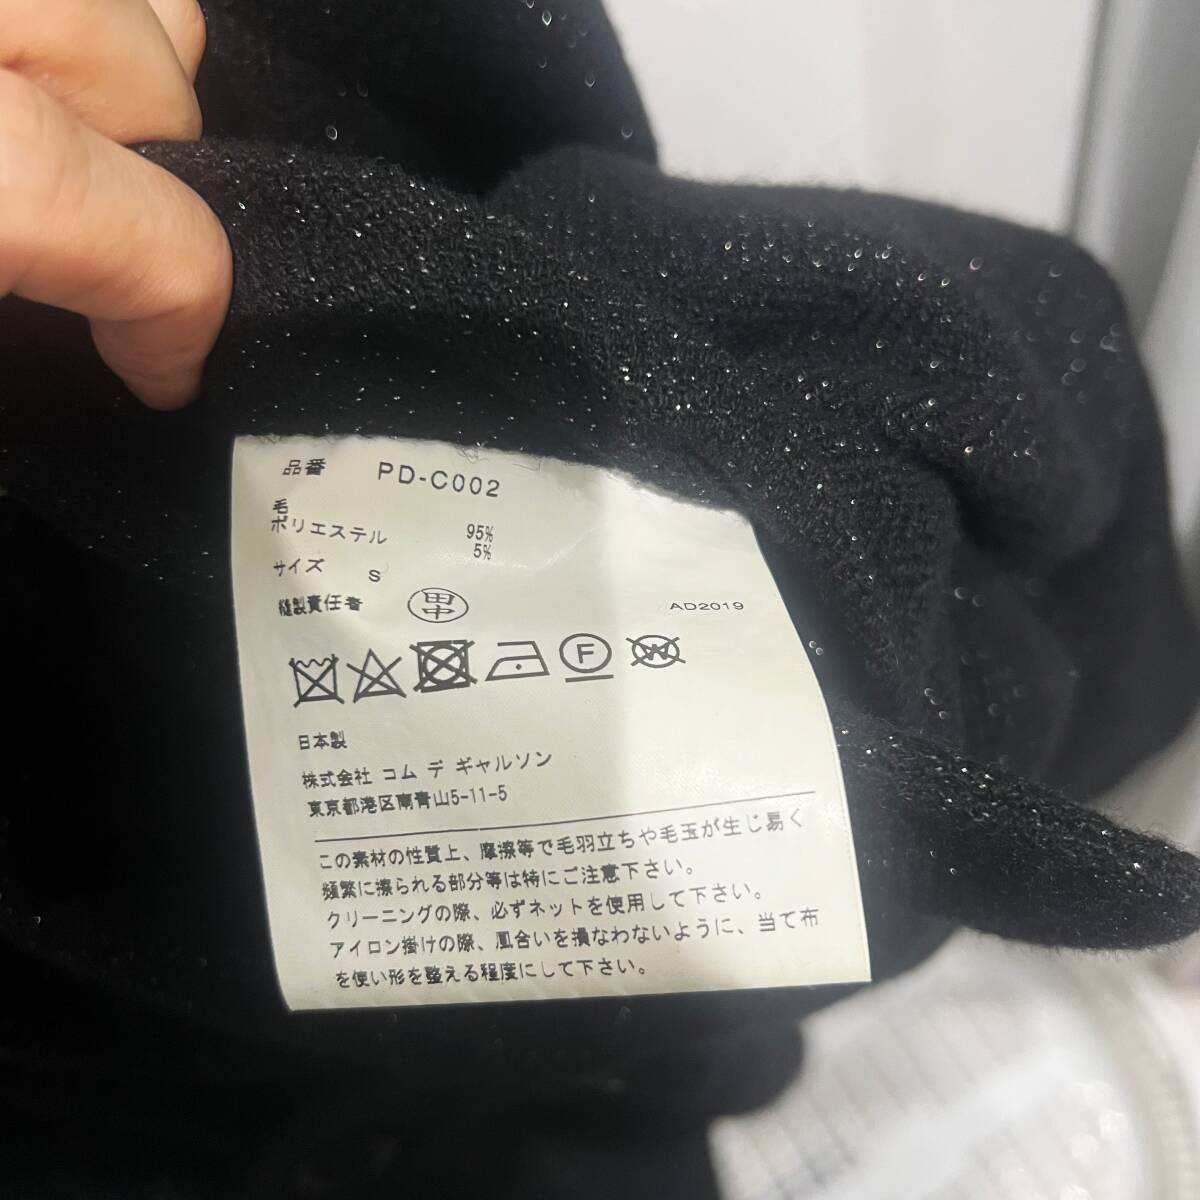 品番 PD-C002
毛 95%
ポリエステル 5%
サイズ S
縫製責任者 田中 AD2019
F W
日本製
株式会社 コム デ ギャルソン
東京都港区南青山5-11-5
この素材の性質上、摩擦等で毛羽立ちや毛玉が生じ易く
頻繁に擦られる部分等は特にご注意下さい。
クリーニングの際、必ずネットを使用して下さい。
アイロン掛けの際、風合いを損なわないように、当て布
を使い形を整える程度にして下さい。